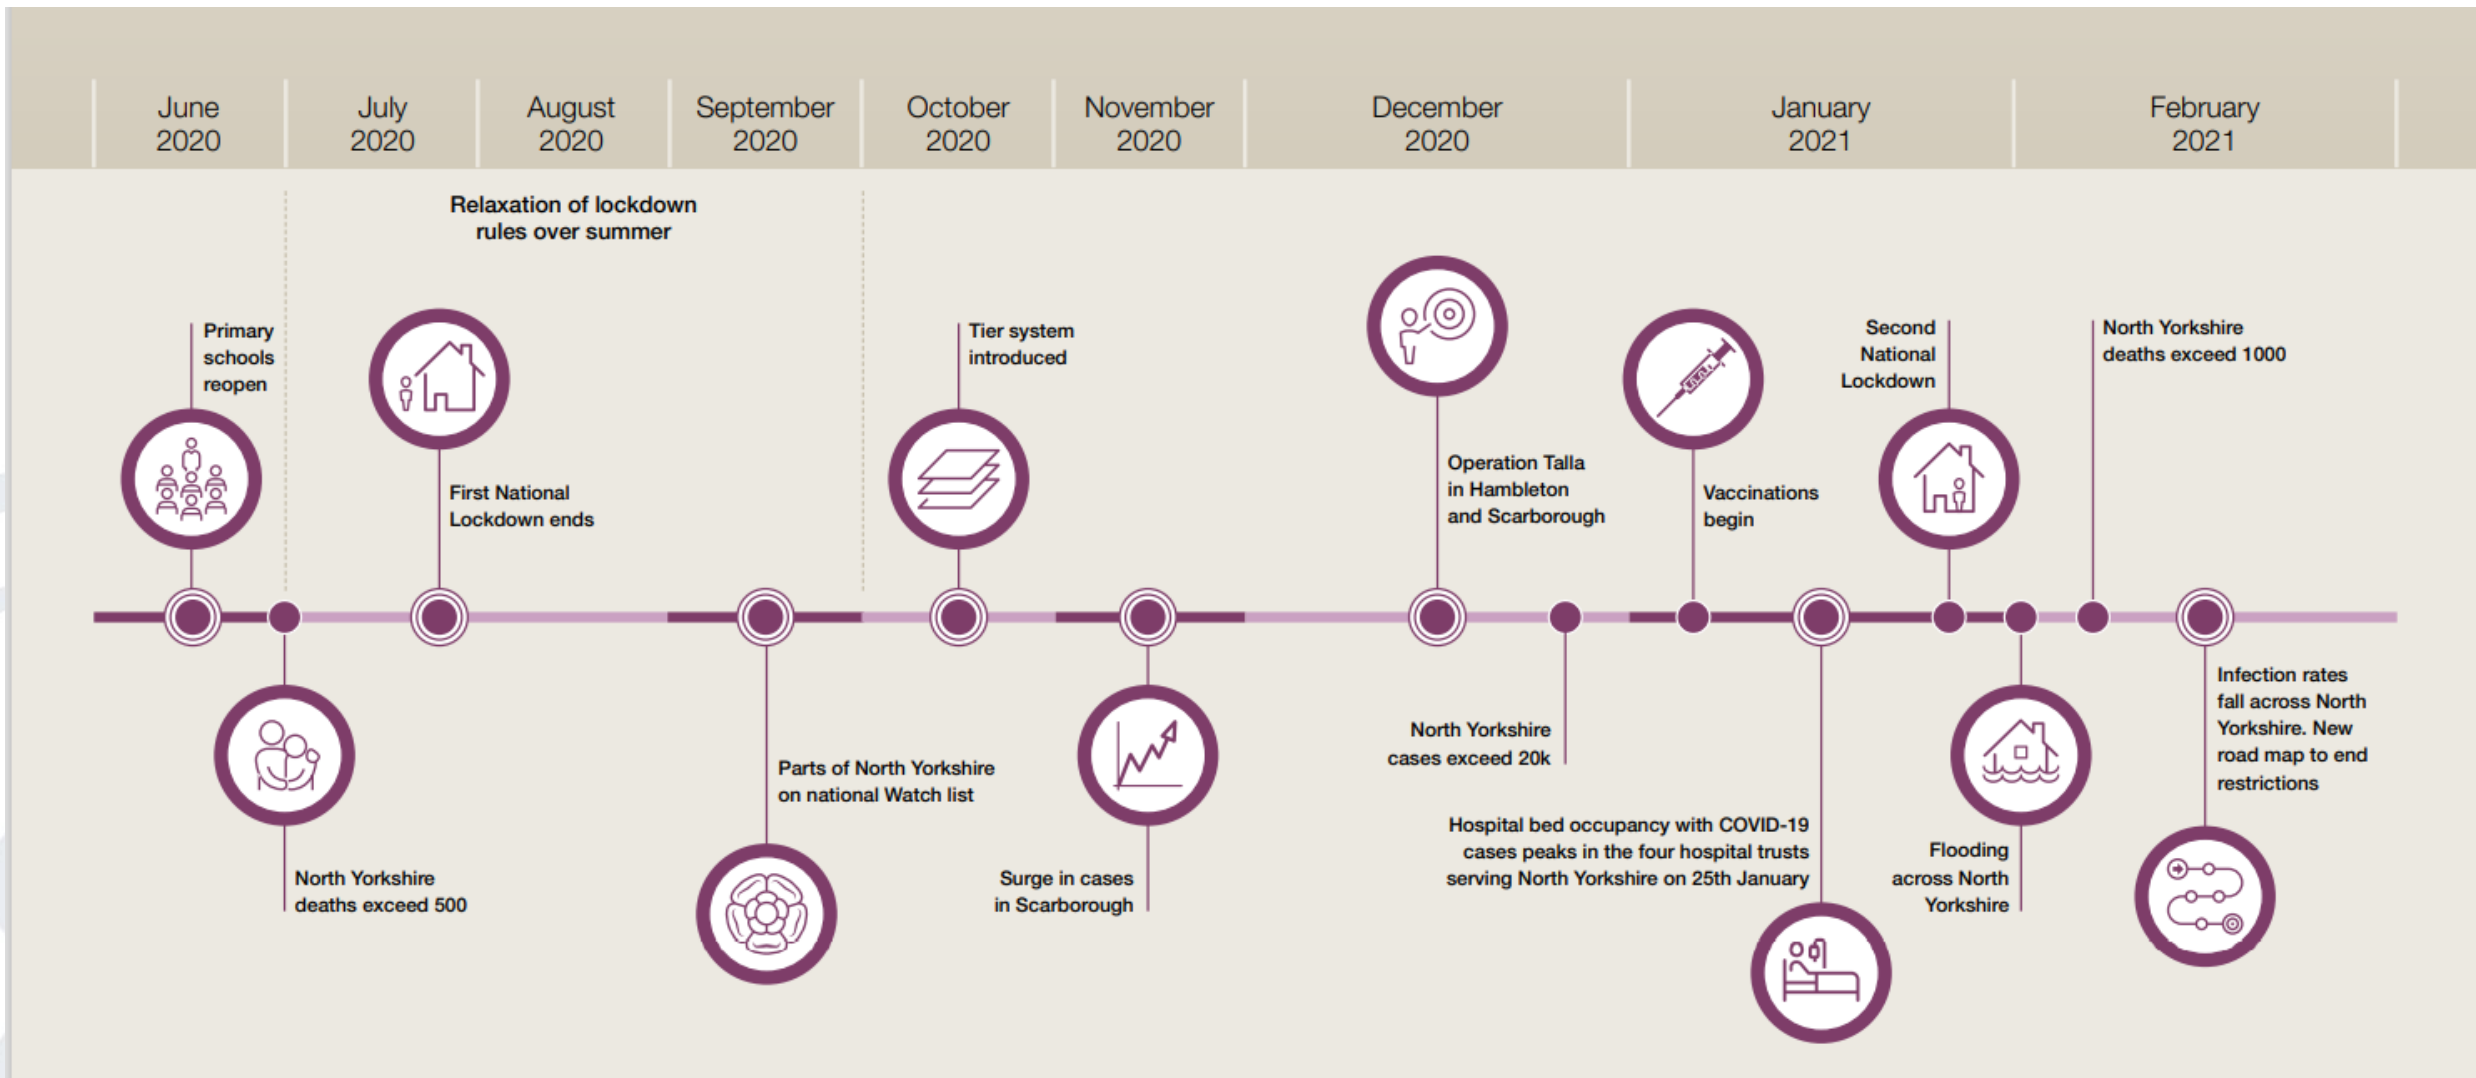 June
2020
July
2020
August
2020
September
2020
October
2020
November
2020
December
2020
January
2021
February
2021
Relaxation of lockdown
rules over summer
Primary
schools
reopen
North Yorkshire
deaths exceed 500
First National
Lockdown ends
Parts of North Yorkshire
on national Watch list
Tier system
introduced
Surge in cases
in Scarborough
Operation Talla
in Hambleton
and Scarborough
North Yorkshire
cases exceed 20k
Vaccinations
begin
Hospital bed occupancy with COVID-19
cases peaks in the four hospital trusts
serving North Yorkshire on 25th January
Second
National
Lockdown
Flooding
across North
Yorkshire
North Yorkshire
deaths exceed 1000
Infection rates
fall across North
Yorkshire. New
road map to end
restrictions